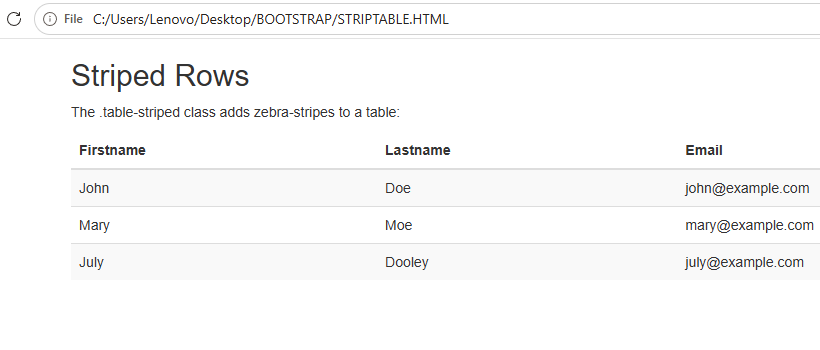 File C:/Users/Lenovo/Desktop/BOOTSTRAP/STRIPTABLE.HTML
Striped Rows
The .table-striped class adds zebra-stripes to a table:
Firstname Lastname Email
John Doe john@example.com
Mary Moe mary@example.com
July Dooley july@example.com